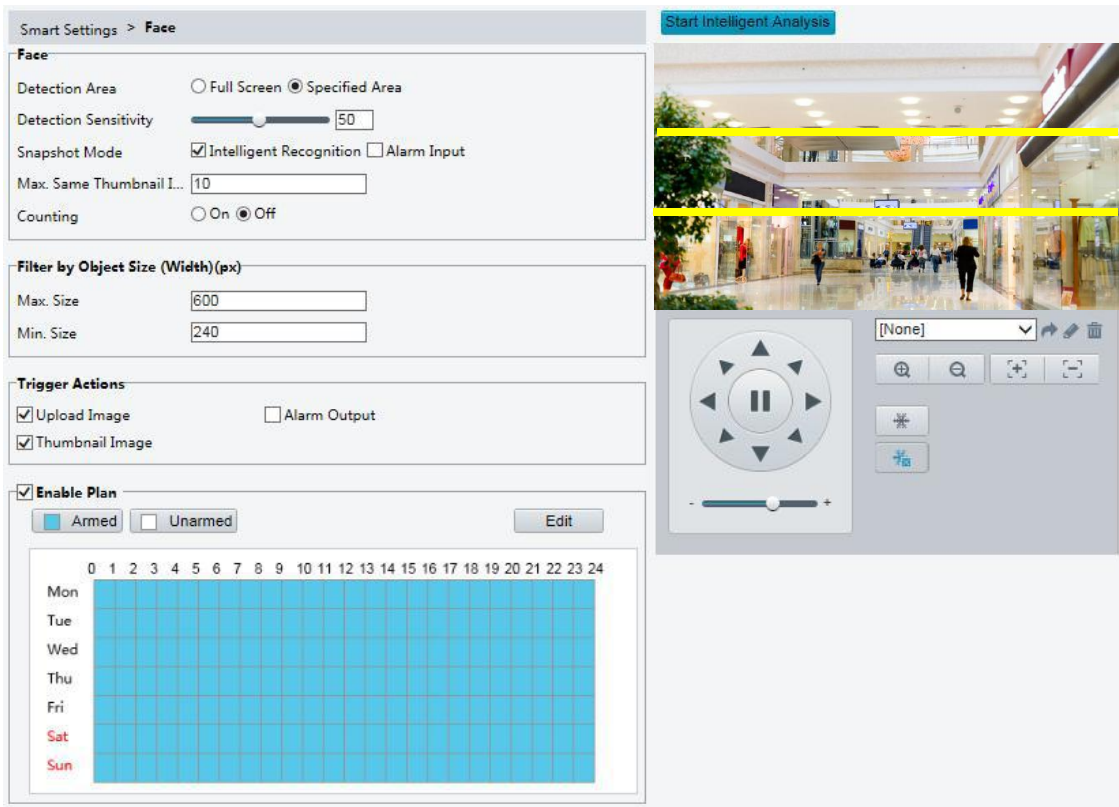 Smart Settings > Face
Start Intelligent Analysis
Face
Detection Area Full Screen Specified Area
Detection Sensitivity 50
Snapshot Mode Intelligent Recognition Alarm Input
Max. Same Thumbnail I... 10
Counting On Off
Filter by Object Size (Width)(px)
Max. Size 600
Min. Size 240
[None]
Trigger Actions
Upload Image Alarm Output
Thumbnail Image
- +
Enable Plan
Armed Unarmed Edit
0 1 2 3 4 5 6 7 8 9 10 11 12 13 14 15 16 17 18 19 20 21 22 23 24
Mon
Tue
Wed
Thu
Fri
Sat
Sun